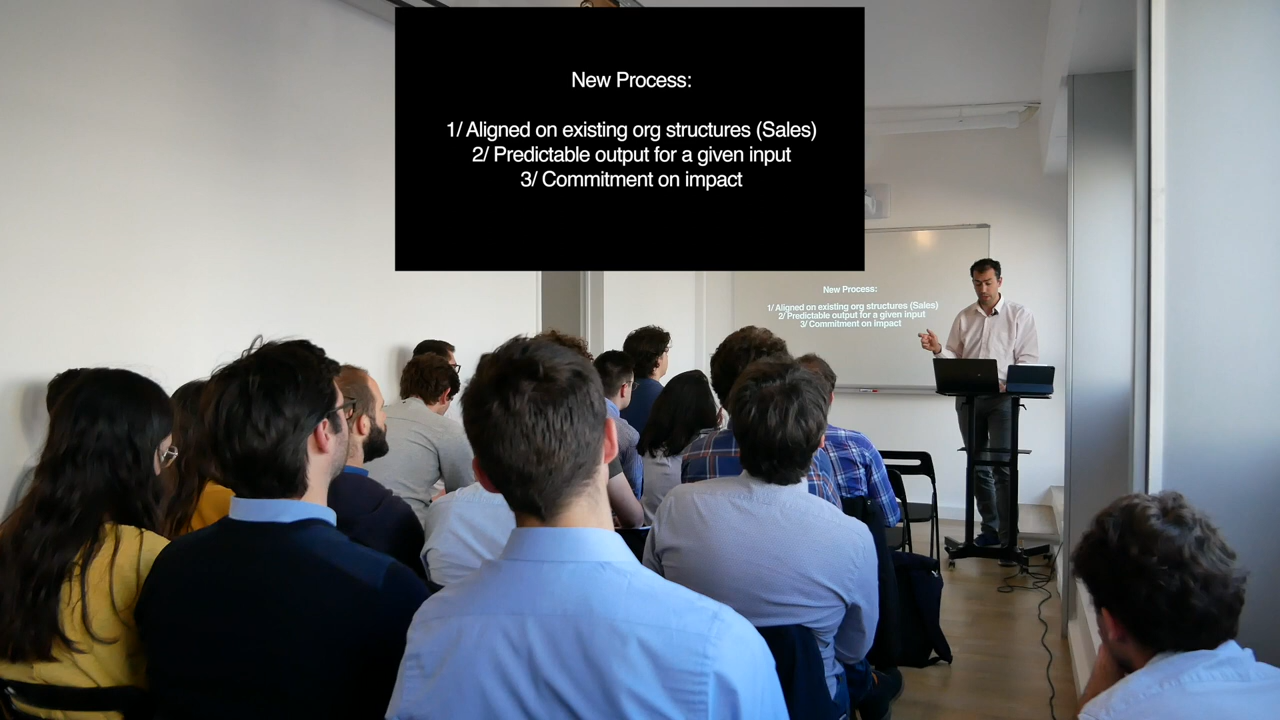 New Process:
1/ Aligned on existing org structures (Sales)
2/ Predictable output for a given input
3/ Commitment on impact
New Process:
1/ Aligned on existing org structures (Sales)
2/ Predictable output for a given input
3/ Commitment on impact